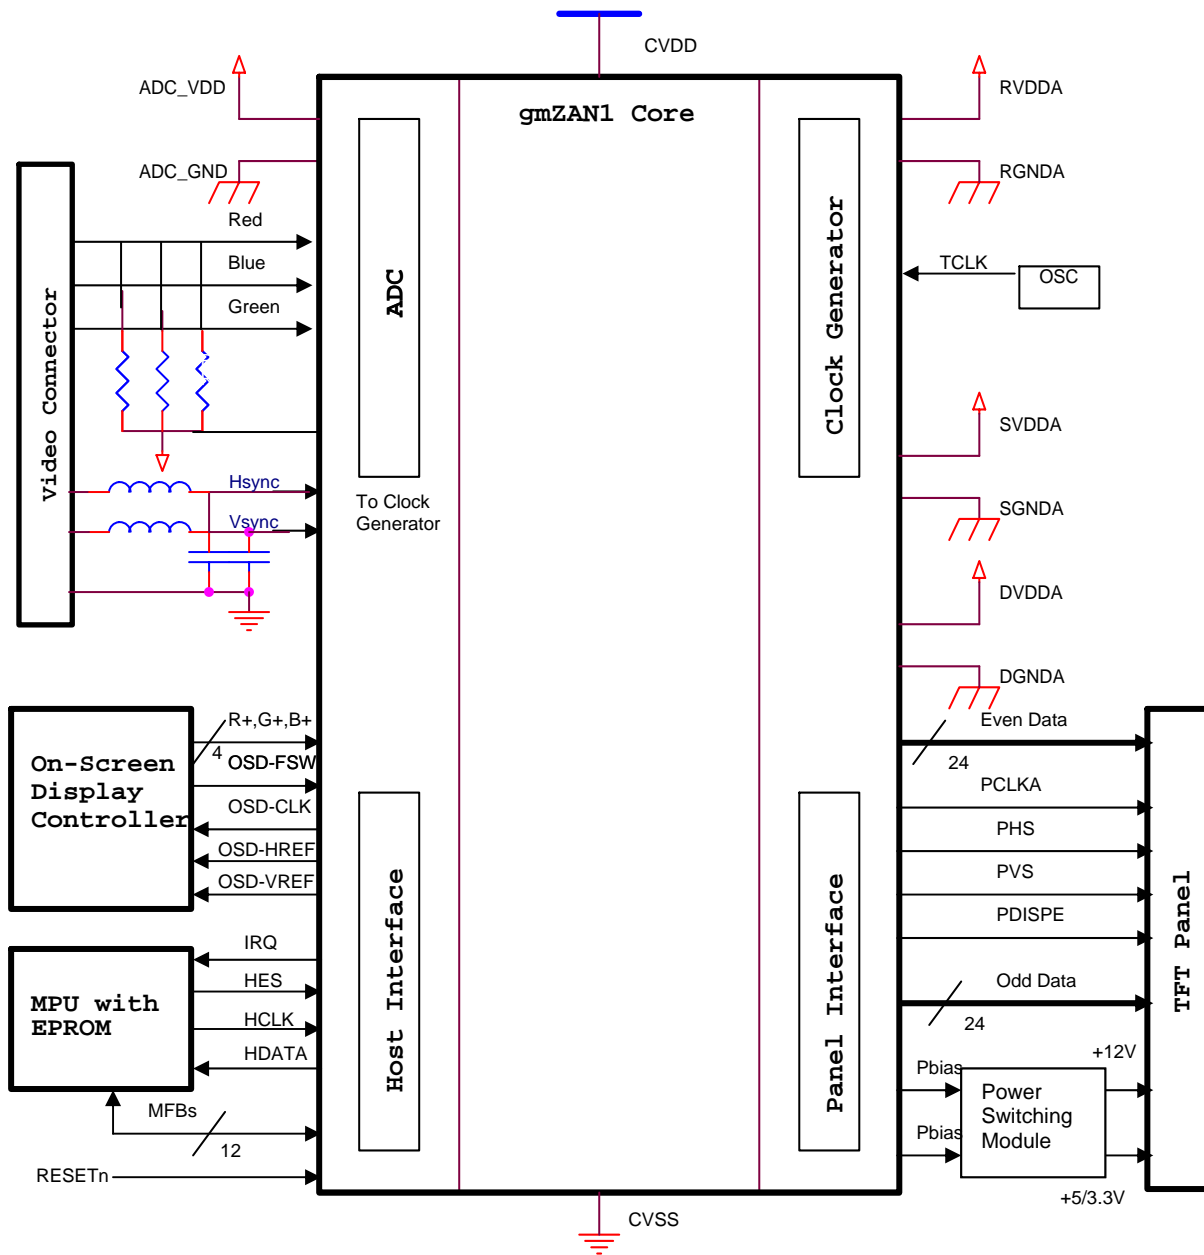 CVDD
ADC_VDD
RVDDA
gmZAN1 Core
ADC_GND
RGNDA
Red
Blue
Green
TCLK
OSC
Video Connector
ADC
Clock Generator
SVDDA
Hsync
To Clock
Generator
SGNDA
Vsync
DVDDA
DGNDA
R+,G+,B+
4
Even Data
24
On-Screen
Display
Controller
OSD-FSW
OSD-CLK
OSD-HREF
OSD-VREF
PCLKA
PHS
PVS
PDISPE
Host Interface
Panel Interface
TFT Panel
IRQ
HES
HCLK
HDATA
MPU with
EPROM
Odd Data
24
MFBs
12
RESETn
Pbias
Pbias
Power
Switching
Module
+12V
+5/3.3V
CVSS